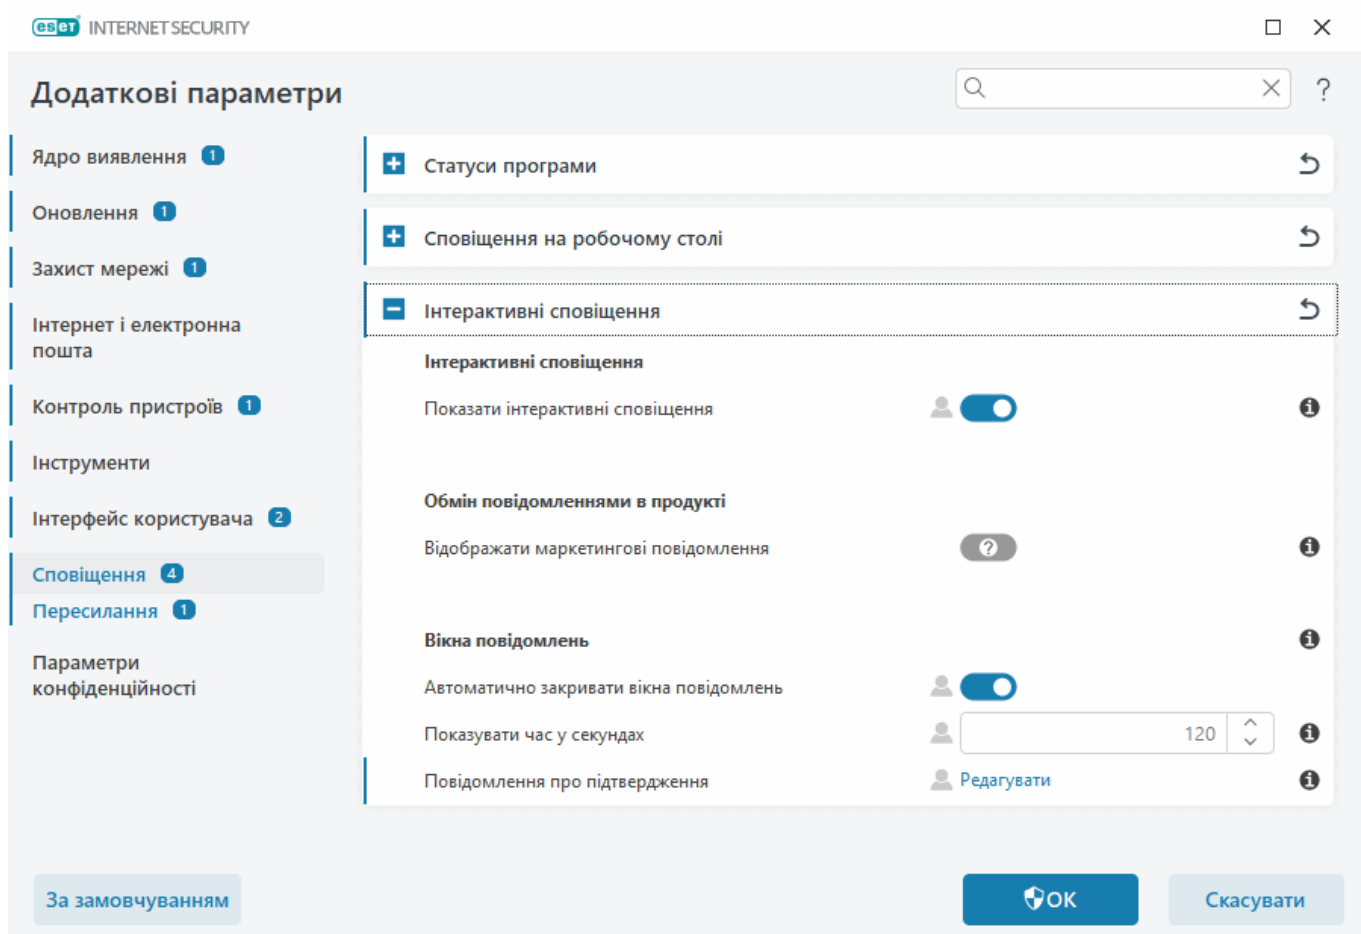 eset INTERNET SECURITY
Додаткові параметри
?
Ядро виявлення 1
Оновлення 1
Захист мережі 1
Інтернет і електронна
пошта
Контроль пристроїв 1
Інструменти
Інтерфейс користувача 2
Сповіщення 4
Пересилання 1
Параметри
конфіденційності
Статуси програми
Сповіщення на робочому столі
Інтерактивні сповіщення
Інтерактивні сповіщення
Показати інтерактивні сповіщення
Обмін повідомленнями в продукті
Відображати маркетингові повідомлення ?
Вікна повідомлень
Автоматично закривати вікна повідомлень
Показувати час у секундах 120
Повідомлення про підтвердження Редагувати
За замовчуванням
ОК
Скасувати